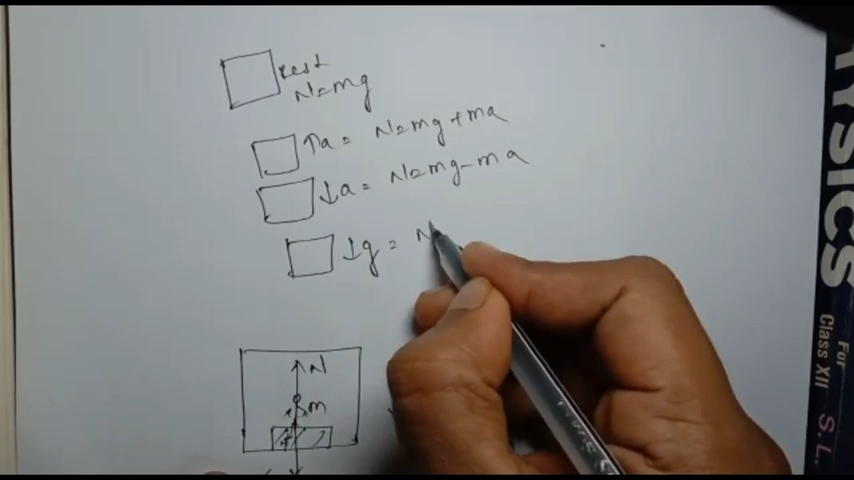 rest
N=mg
↑a = N=mg+ma
↓a = N=mg-ma
↓g = N
N
m
PHYSICS
For
Class XII
S. L.